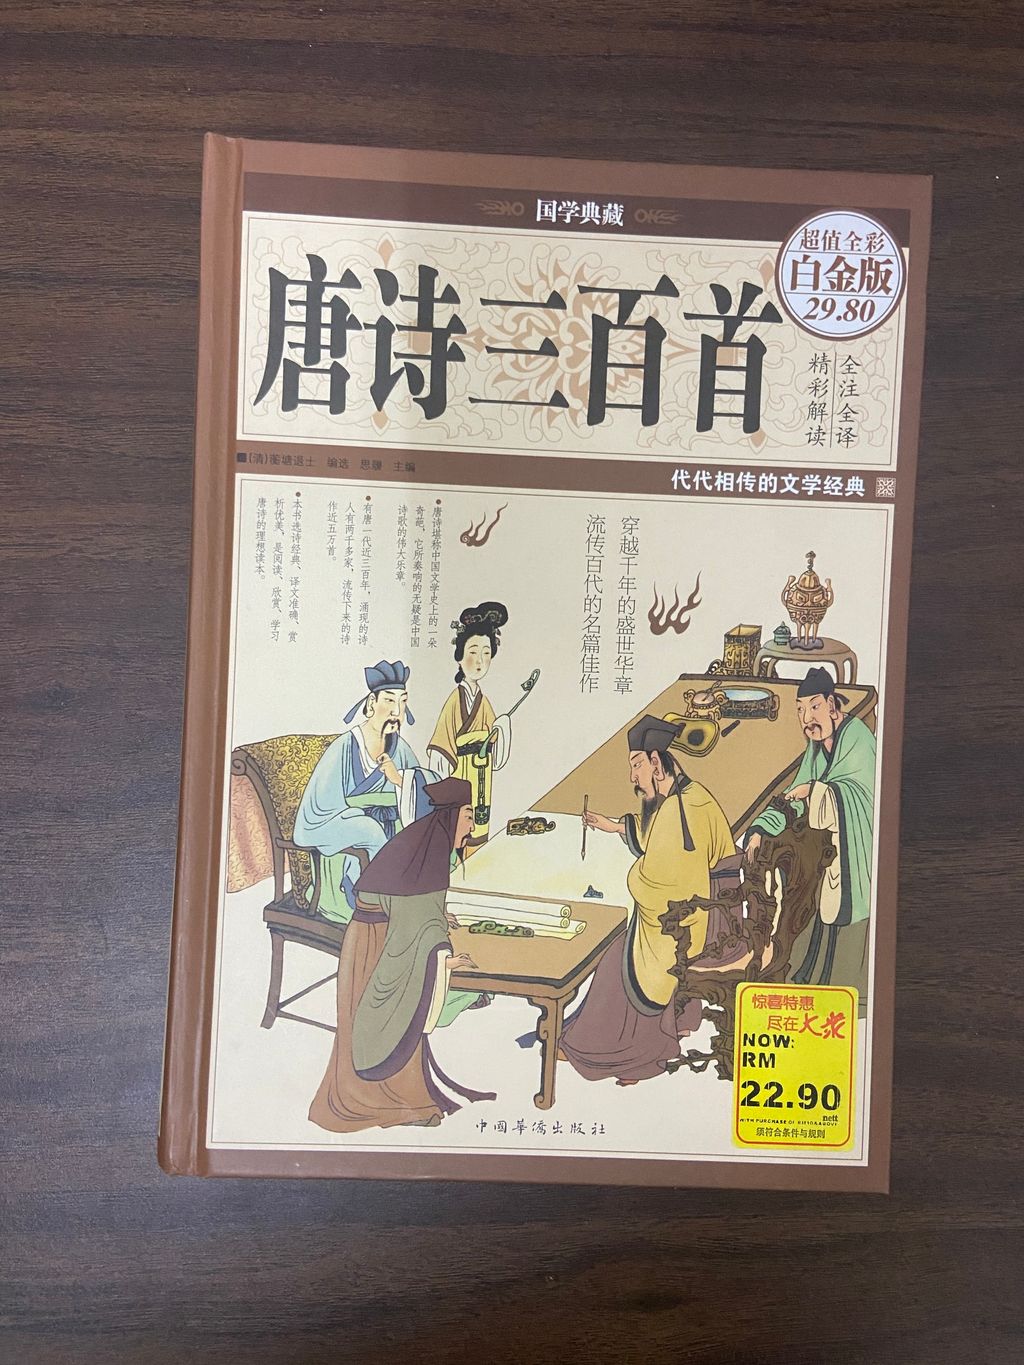 国学典藏
唐诗三百首
超值全彩
白金版
29.80
全注全译
精彩解读
(清)蘅塘退士 编选 思履 主编
代代相传的文学经典
穿越千年的盛世华章
流传百代的名篇佳作
●唐诗堪称中国文学史上的一朵
奇葩，它所奏响的无疑是中国
诗歌的伟大乐章。
●有唐一代近三百年，涌现的诗
人有两千多家，流传下来的诗
作近五万首。
●本书选诗经典、译文准确、赏
析优美，是阅读、欣赏、学习
唐诗的理想读本。
中国华侨出版社
惊喜特惠
尽在大众
NOW:
RM
22.90
nett
须符合条件与规则